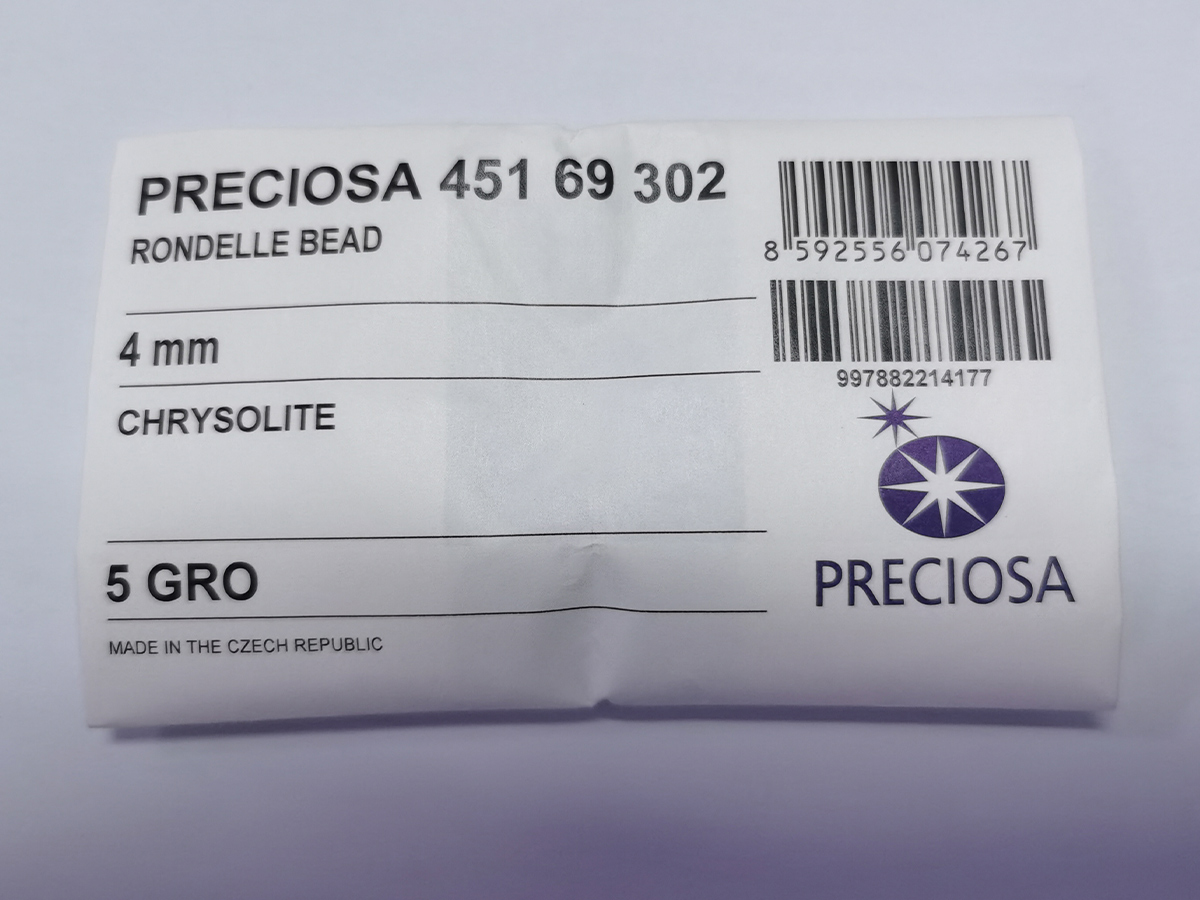 PRECIOSA 451 69 302
RONDELLE BEAD
4 mm
CHRYSOLITE
5 GRO
MADE IN THE CZECH REPUBLIC
8 592556 074267
997882214177
PRECIOSA